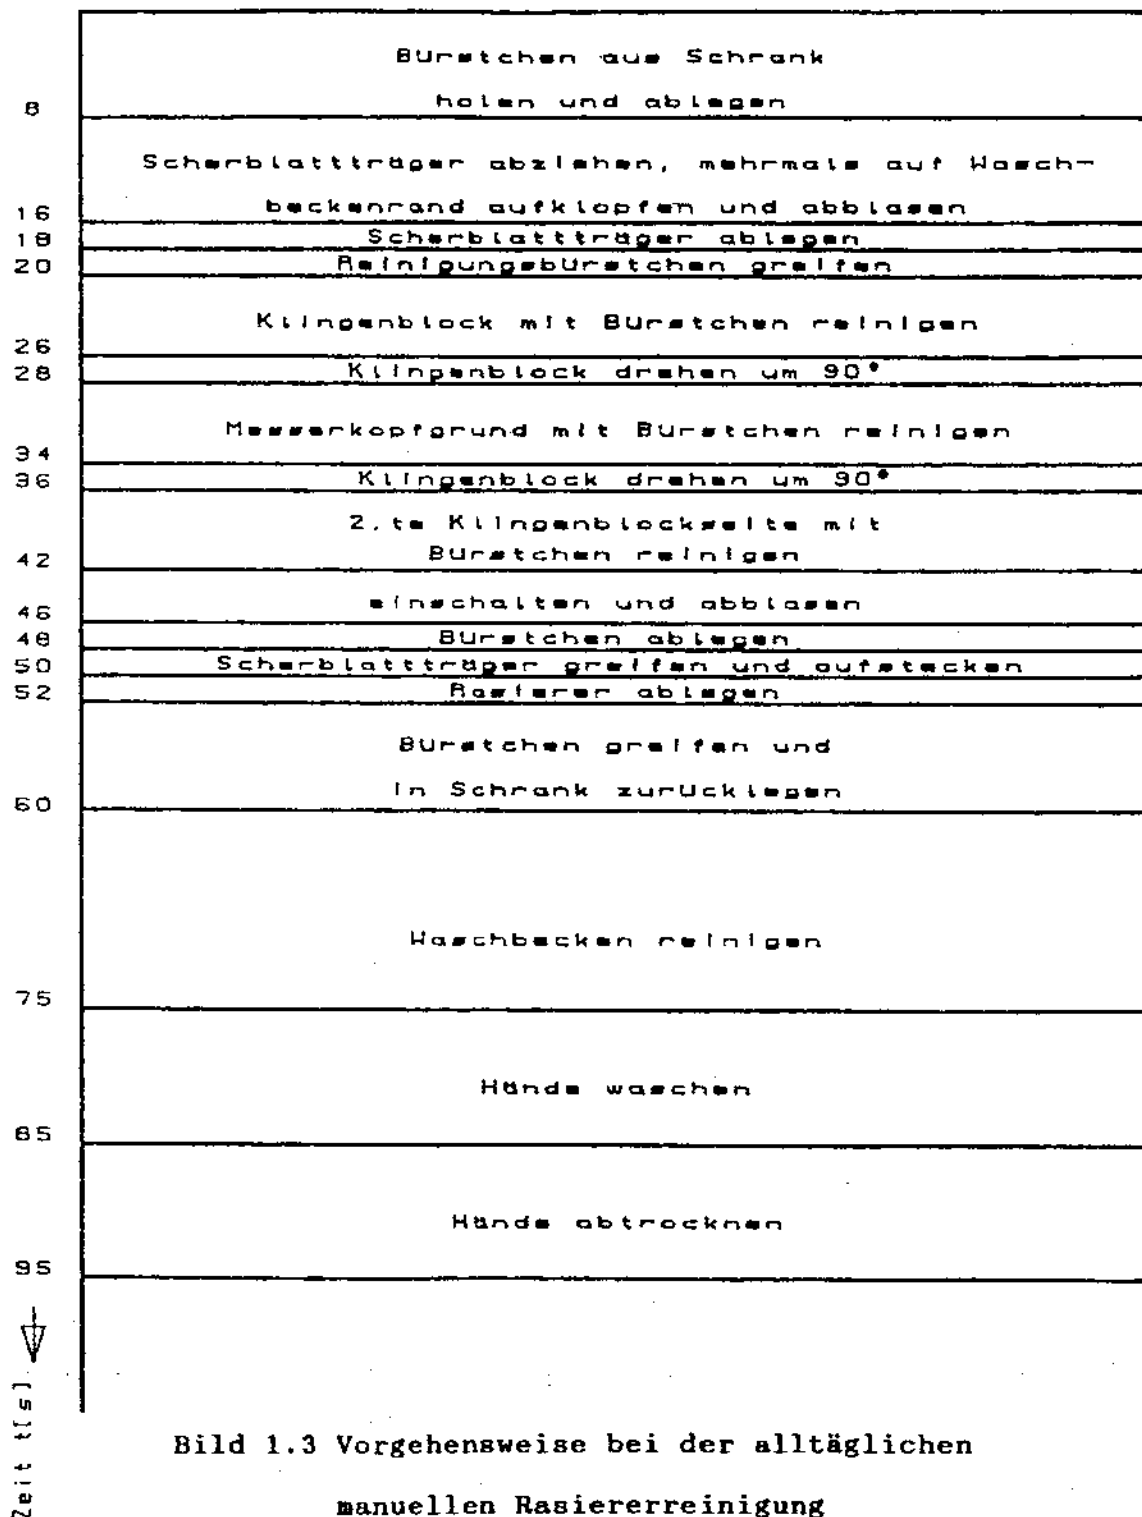 Bürstchen aus Schrank
8 holen und ablegen
Scherblattträger abziehen, mehrmals auf Wasch-
16 beckenrand aufklopfen und abblasen
18 Scherblattträger ablegen
20 Reinigungsbürstchen greifen
Klingenblock mit Bürstchen reinigen
26
28 Klingenblock drehen um 90°
Messerkopfgrund mit Bürstchen reinigen
34
36 Klingenblock drehen um 90°
2.te Klingenblockseite mit
42 Bürstchen reinigen
46 einschalten und abblasen
48 Bürstchen ablegen
50 Scherblattträger greifen und aufstecken
52 Rasierer ablegen
Bürstchen greifen und
60 in Schrank zurücklegen
Waschbecken reinigen
75
Hände waschen
85
Hände abtrocknen
95
Zeit t[s]
Bild 1.3 Vorgehensweise bei der alltäglichen
manuellen Rasiererreinigung